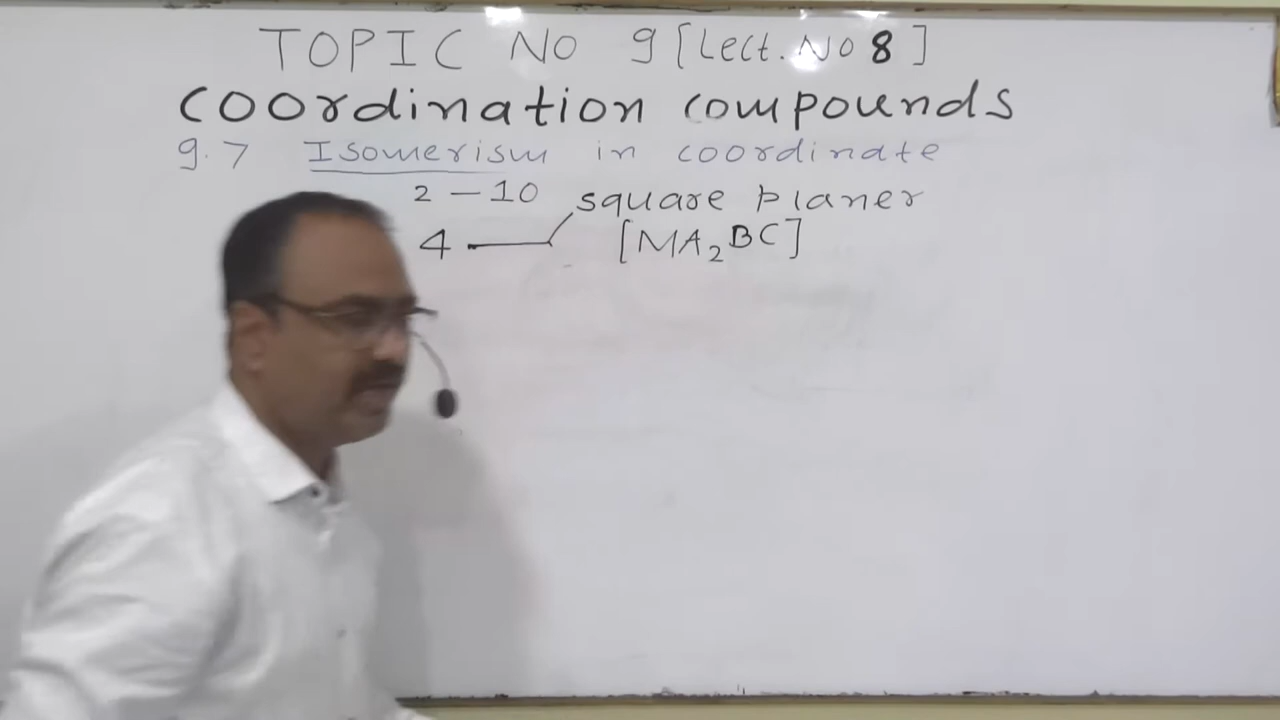 TOPIC NO 9 [Lect. NO 8]
coordination compounds
9.7 Isomerism in coordinate
2 — 10
square planer
4 — [MA₂BC]